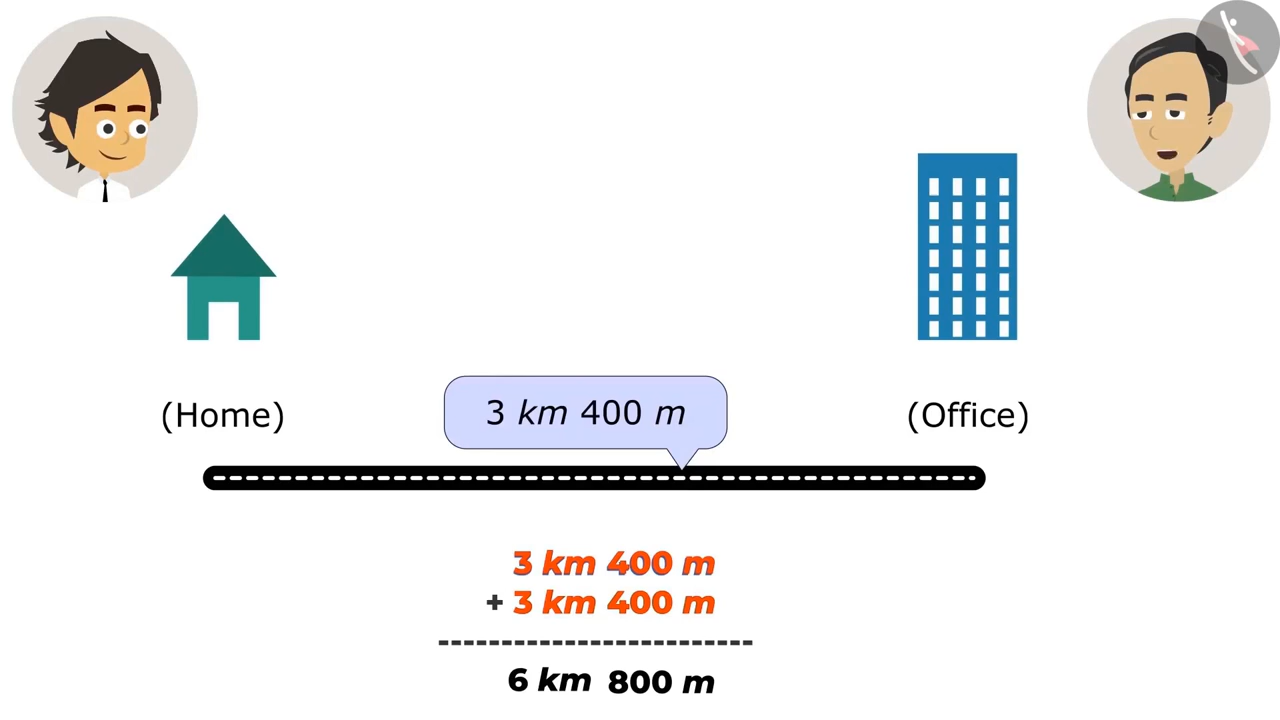 3 km 400 m
(Home)
(Office)
3 km 400 m
+ 3 km 400 m
-------------------------
6 km 800 m